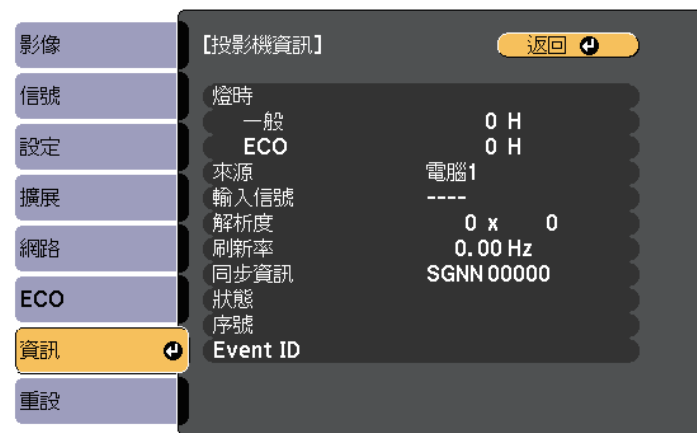 影像
信號
設定
擴展
網路
ECO
資訊
重設
[投影機資訊]
返回
燈時
一般 0 H
ECO 0 H
來源 電腦1
輸入信號 ----
解析度 0 x 0
刷新率 0.00 Hz
同步資訊 SGNN 00000
狀態
序號
Event ID